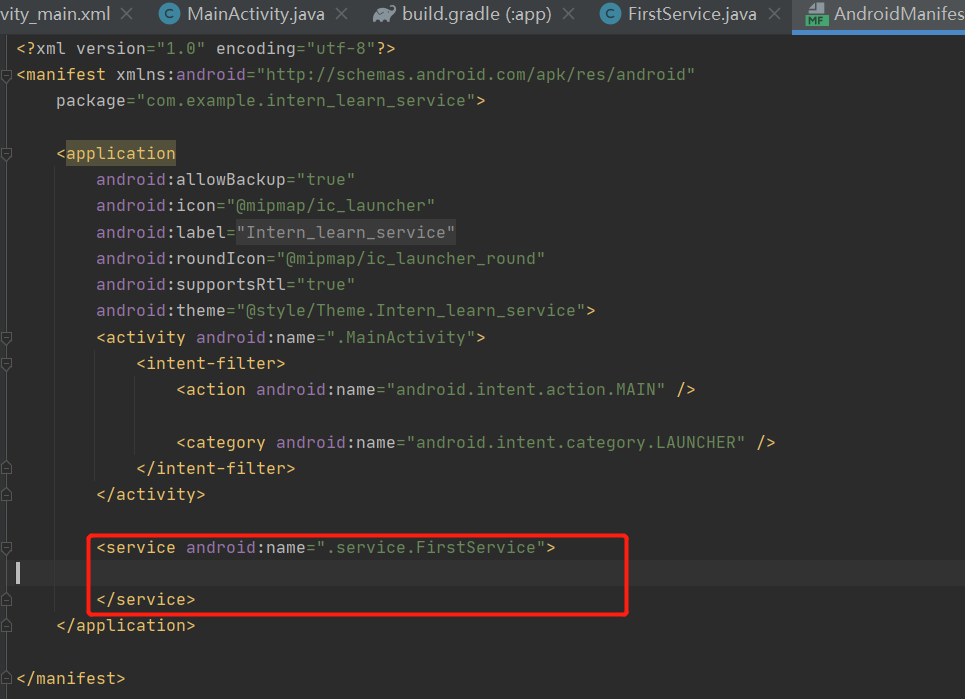 vity_main.xml MainActivity.java build.gradle (:app) FirstService.java AndroidManifes
<?xml version="1.0" encoding="utf-8"?>
<manifest xmlns:android="http://schemas.android.com/apk/res/android"
    package="com.example.intern_learn_service">
    <application
        android:allowBackup="true"
        android:icon="@mipmap/ic_launcher"
        android:label="Intern_learn_service"
        android:roundIcon="@mipmap/ic_launcher_round"
        android:supportsRtl="true"
        android:theme="@style/Theme.Intern_learn_service">
        <activity android:name=".MainActivity">
            <intent-filter>
                <action android:name="android.intent.action.MAIN" />
                <category android:name="android.intent.category.LAUNCHER" />
            </intent-filter>
        </activity>
        <service android:name=".service.FirstService">
        </service>
    </application>
</manifest>